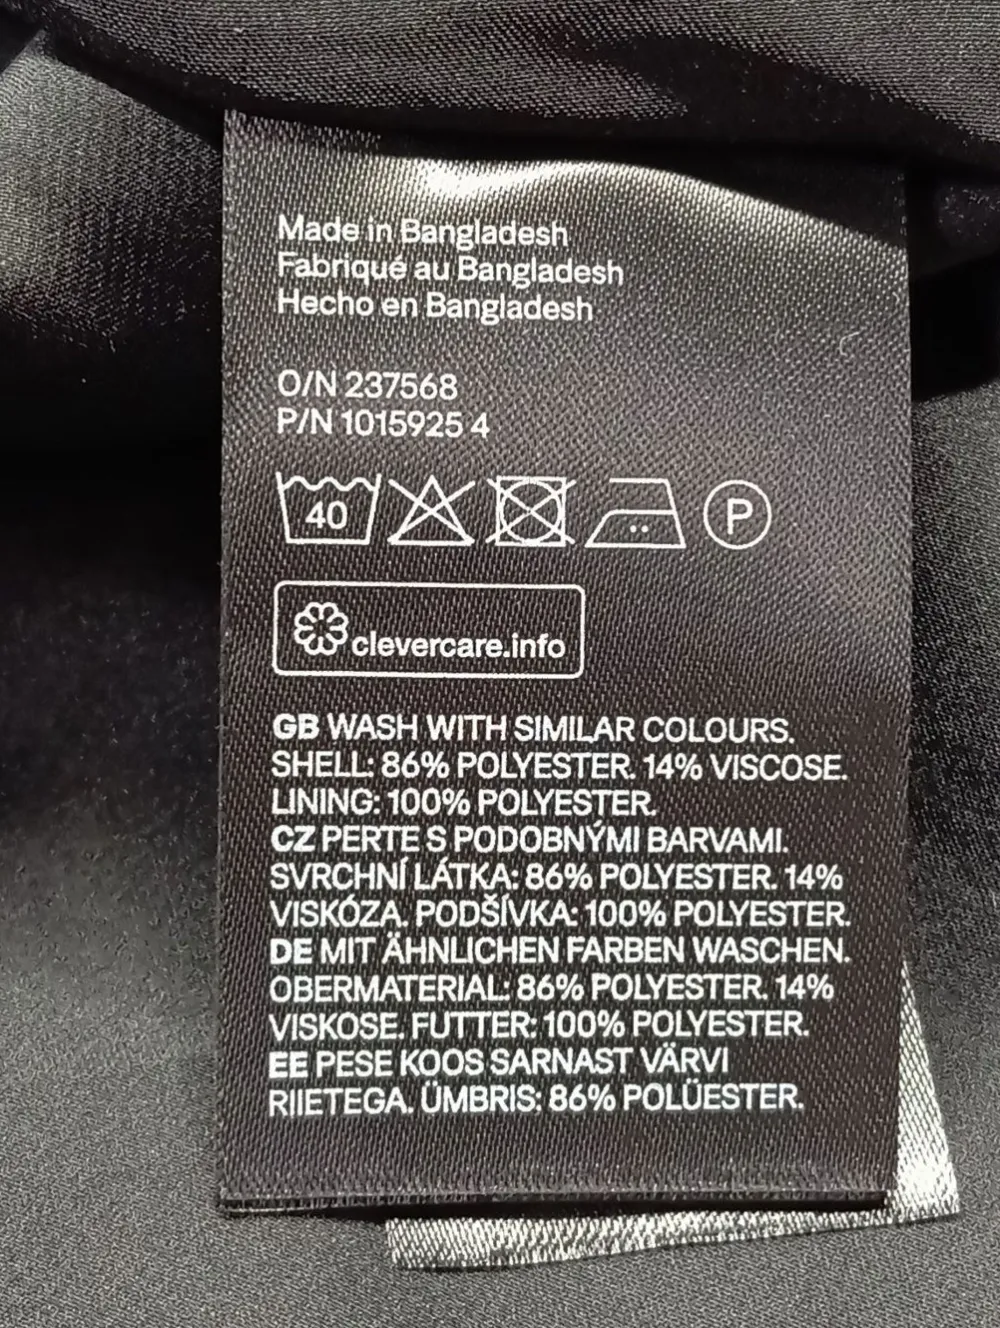 Made in Bangladesh
Fabriqué au Bangladesh
Hecho en Bangladesh
O/N 237568
P/N 1015925 4
40
P
clevercare.info
GB WASH WITH SIMILAR COLOURS.
SHELL: 86% POLYESTER. 14% VISCOSE.
LINING: 100% POLYESTER.
CZ PERTE S PODOBNÝMI BARVAMI.
SVRCHNÍ LÁTKA: 86% POLYESTER. 14%
VISKÓZA. PODŠÍVKA: 100% POLYESTER.
DE MIT ÄHNLICHEN FARBEN WASCHEN.
OBERMATERIAL: 86% POLYESTER. 14%
VISKOSE. FUTTER: 100% POLYESTER.
EE PESE KOOS SARNAST VÄRVI
RIIETEGA. ÜMBRIS: 86% POLÜESTER.